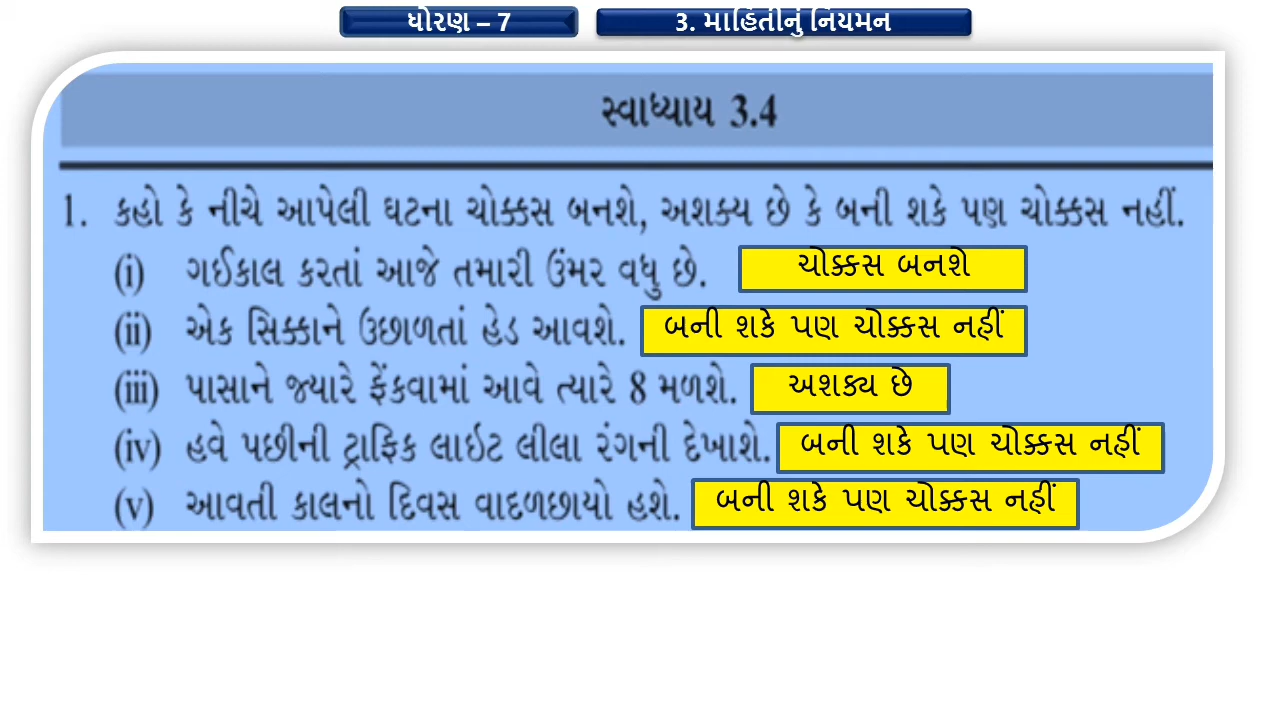 ધોરણ – 7 3. માહિતીનું નિયમન
સ્વાધ્યાય 3.4
1. કહો કે નીચે આપેલી ઘટના ચોક્કસ બનશે, અશક્ય છે કે બની શકે પણ ચોક્કસ નહીં.
(i) ગઈકાલ કરતાં આજે તમારી ઉંમર વધુ છે. ચોક્કસ બનશે
(ii) એક સિક્કાને ઉછાળતાં હેડ આવશે. બની શકે પણ ચોક્કસ નહીં
(iii) પાસાને જ્યારે ફેંકવામાં આવે ત્યારે 8 મળશે. અશક્ય છે
(iv) હવે પછીની ટ્રાફિક લાઇટ લીલા રંગની દેખાશે. બની શકે પણ ચોક્કસ નહીં
(v) આવતી કાલનો દિવસ વાદળછાયો હશે. બની શકે પણ ચોક્કસ નહીં